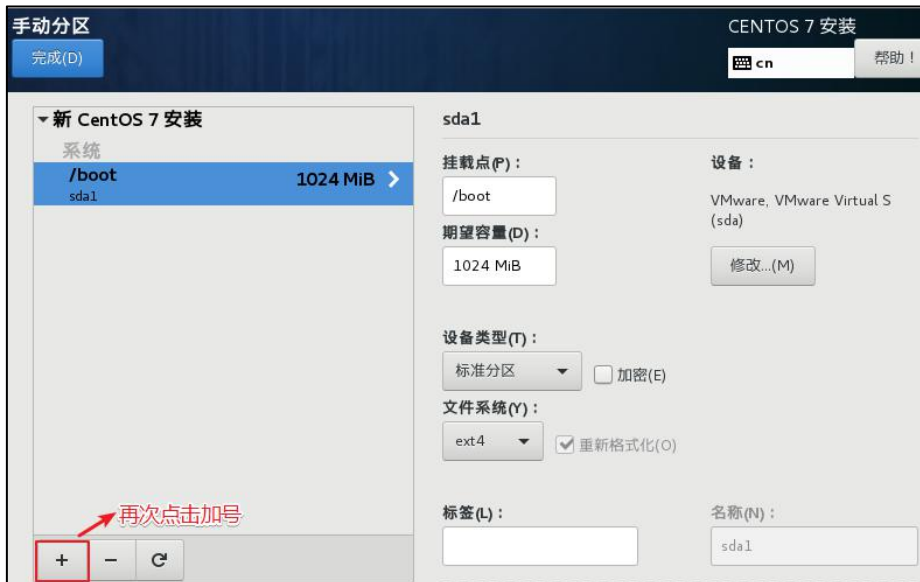 手动分区
CENTOS 7 安装
完成(D)
cn
帮助!
新 CentOS 7 安装
系统
/boot
1024 MiB
sda1
sda1
挂载点(P):
设备:
/boot
VMware, VMware Virtual S
(sda)
期望容量(D):
1024 MiB
修改...(M)
设备类型(T):
标准分区
加密(E)
文件系统(Y):
ext4
重新格式化(O)
再次点击加号
标签(L):
名称(N):
sda1